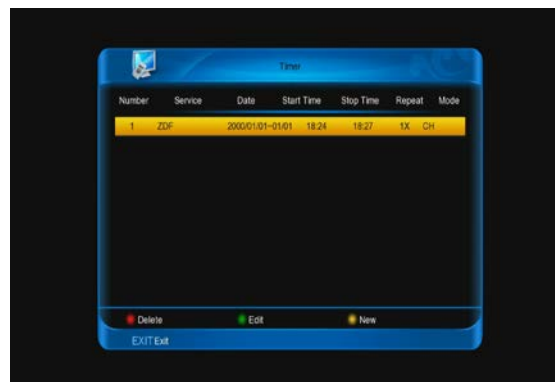 Timer
Number Service Date Start Time Stop Time Repeat Mode
1 ZDF 2000/01/01-01/01 18:24 18:27 1X CH
Delete Edit New
EXIT Exit